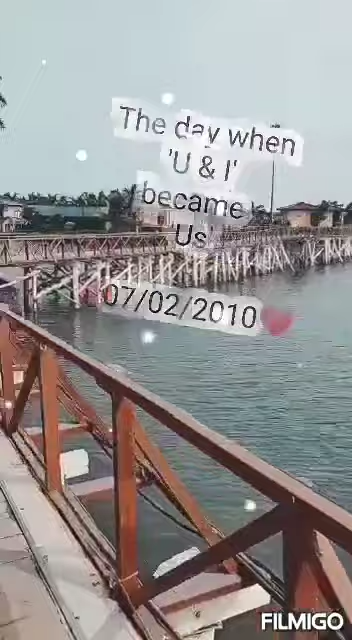 The day when
'U & I'
became
'Us'
07/02/2010
FILMIGO